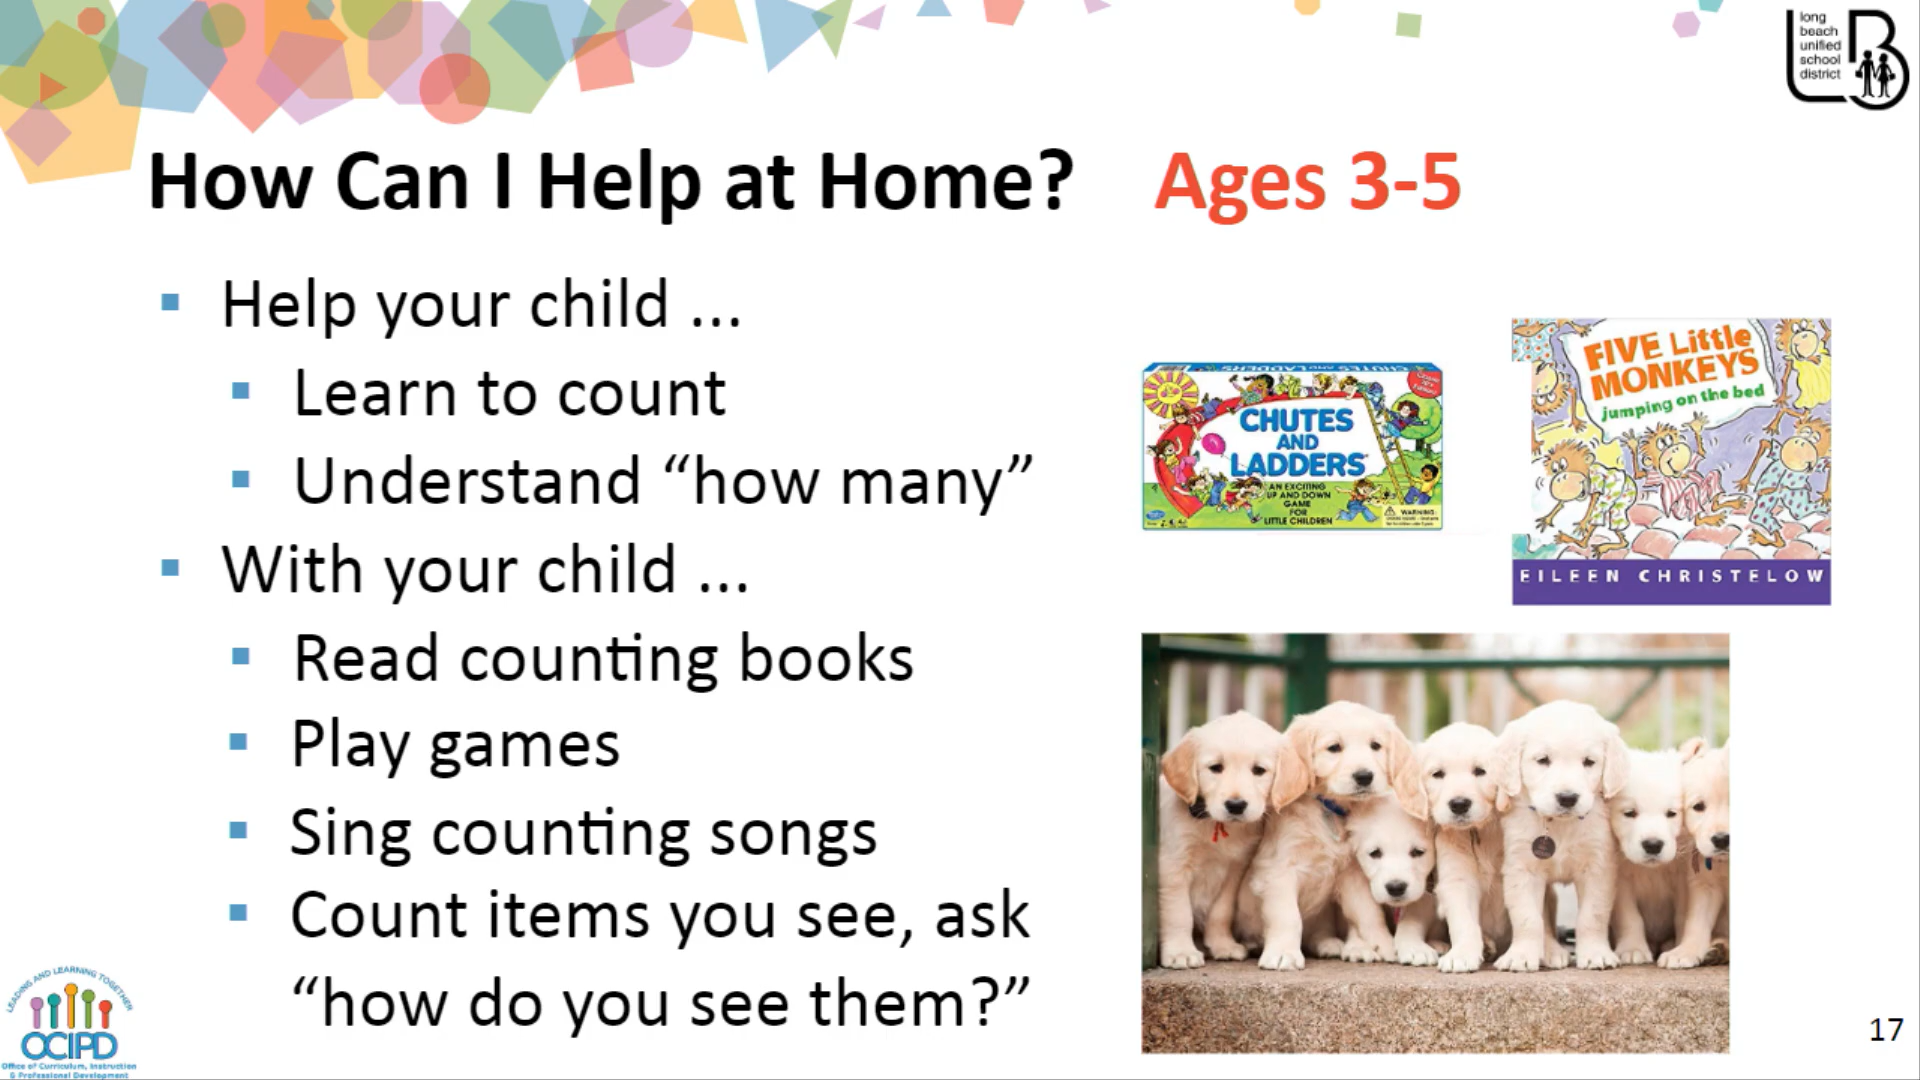 long
beach
unified
school
district
How Can I Help at Home? Ages 3-5
Help your child ...
Learn to count
Understand “how many”
With your child ...
Read counting books
Play games
Sing counting songs
Count items you see, ask
“how do you see them?”
CHUTES AND LADDERS
CHUTES
AND
LADDERS
AN EXCITING
UP AND DOWN
GAME
FOR
LITTLE CHILDREN
WARNING:
FIVE Little
MONKEYS
jumping on the bed
EILEEN CHRISTELOW
LEADING AND LEARNING TOGETHER
OCIPD
Office of Curriculum, Instruction
& Professional Development
17